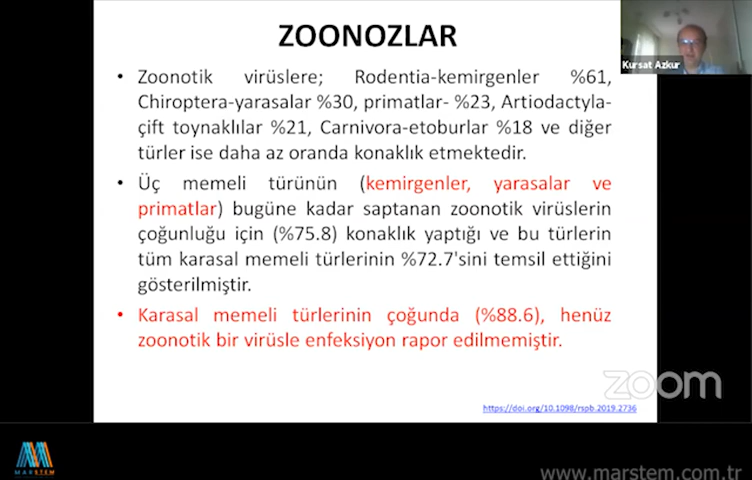 ZOONOZLAR
Kursat Azkur
• Zoonotik virüslere; Rodentia-kemirgenler %61,
Chiroptera-yarasalar %30, primatlar- %23, Artiodactyla-
çift toynaklılar %21, Carnivora-etoburlar %18 ve diğer
türler ise daha az oranda konaklık etmektedir.
• Üç memeli türünün (kemirgenler, yarasalar ve
primatlar) bugüne kadar saptanan zoonotik virüslerin
çoğunluğu için (%75.8) konaklık yaptığı ve bu türlerin
tüm karasal memeli türlerinin %72.7'sini temsil ettiğini
gösterilmiştir.
• Karasal memeli türlerinin çoğunda (%88.6), henüz
zoonotik bir virüsle enfeksiyon rapor edilmemiştir.
zoom
https://doi.org/10.1098/rspb.2019.2736
MARSTEM
www.marstem.com.tr